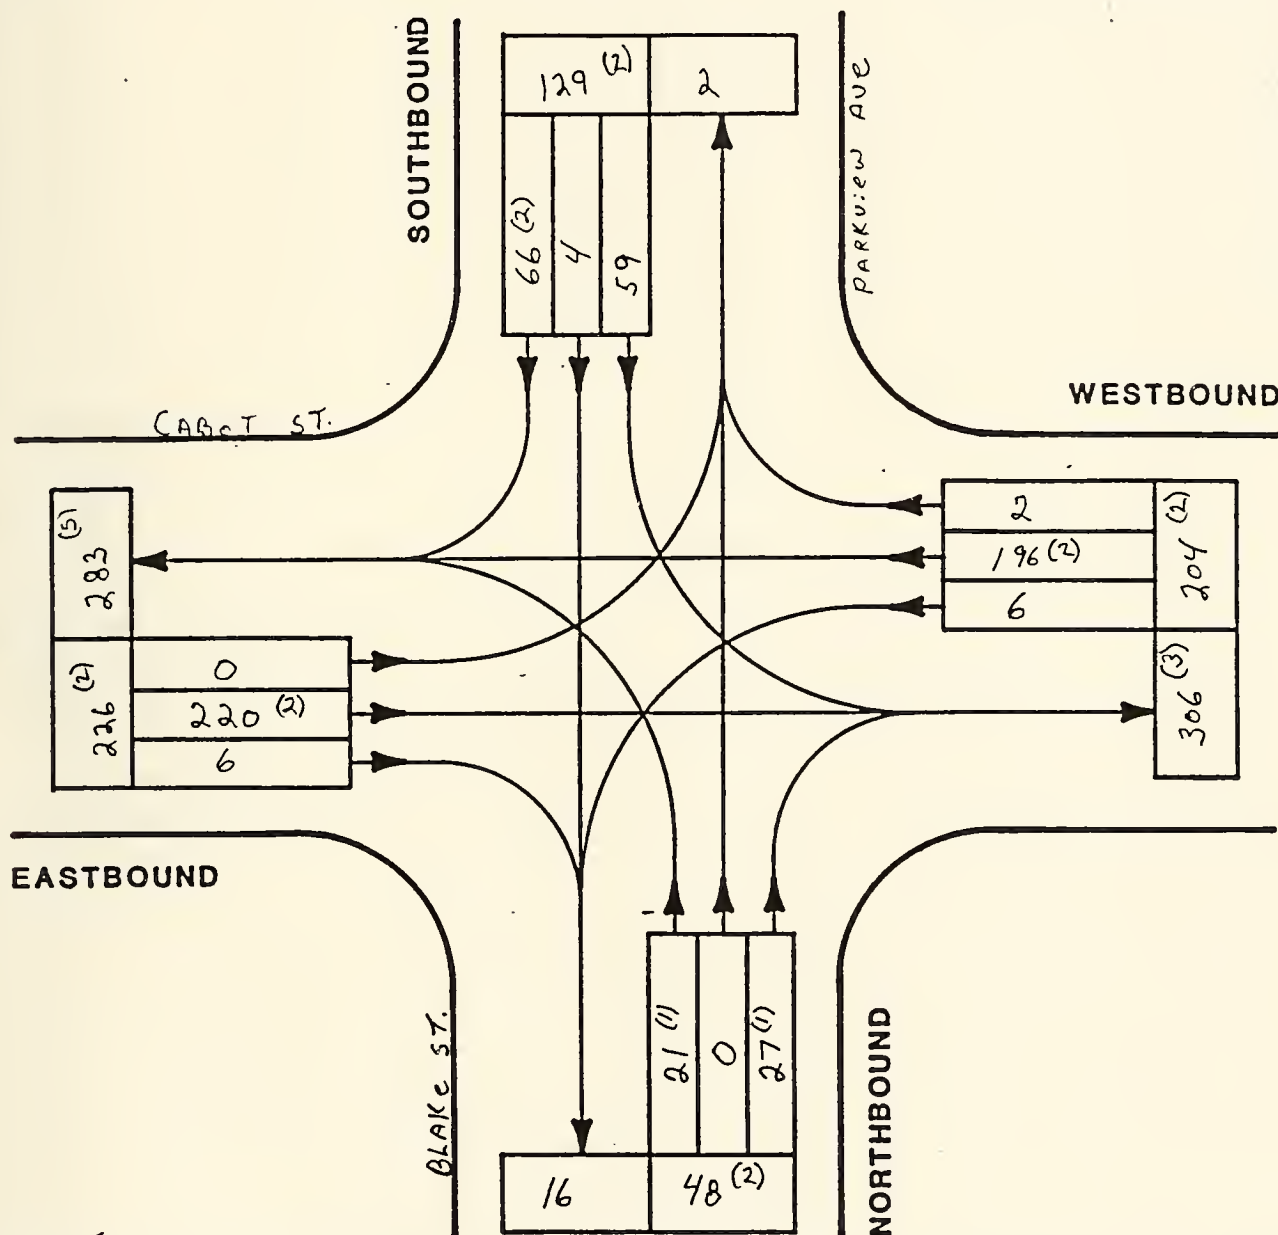 SOUTHBOUND
129 (2)
2
PARKVIEW AVE
66 (2)
4
59
CABOT ST.
WESTBOUND
283 (5)
2
204 (2)
196 (2)
6
226 (2)
0
220 (2)
6
306 (3)
EASTBOUND
BLAKE ST.
21 (1)
0
27 (1)
NORTHBOUND
16
48 (2)